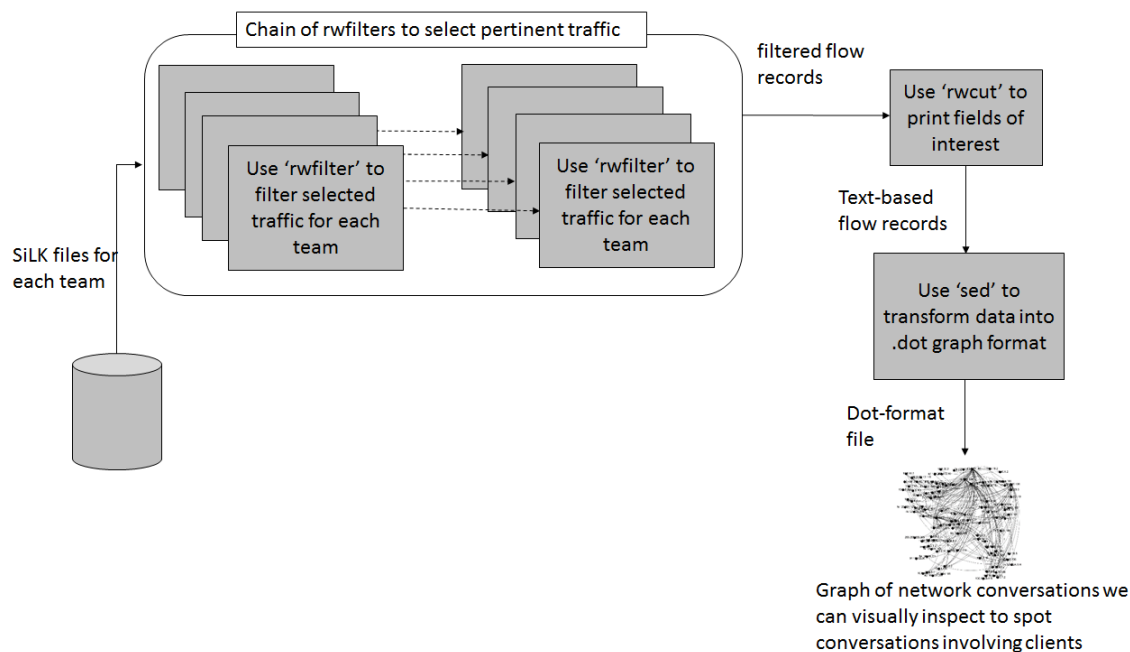 Chain of rwfilters to select pertinent traffic
filtered flow
records
Use 'rwcut' to
print fields of
interest
Use 'rwfilter' to
filter selected
traffic for each
team
Use 'rwfilter' to
filter selected
traffic for each
team
SiLK files for
each team
Text-based
flow records
Use 'sed' to
transform data into
.dot graph format
Dot-format
file
Graph of network conversations we
can visually inspect to spot
conversations involving clients